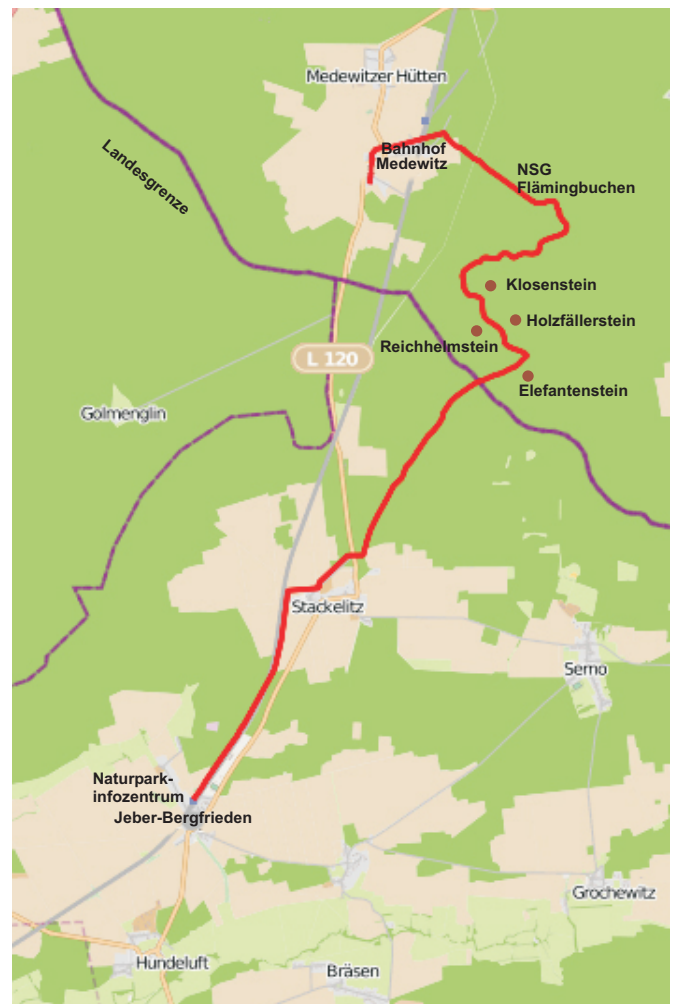 Medewitzer Hütten
Landesgrenze
Bahnhof
Medewitz
NSG
Flämingbuchen
Klosenstein
Holzfällerstein
Reichhelmstein
L 120
Elefantenstein
Golmenglin
Stackelitz
Serno
Naturpark-
infozentrum
Jeber-Bergfrieden
Grochewitz
Hundeluft
Bräsen